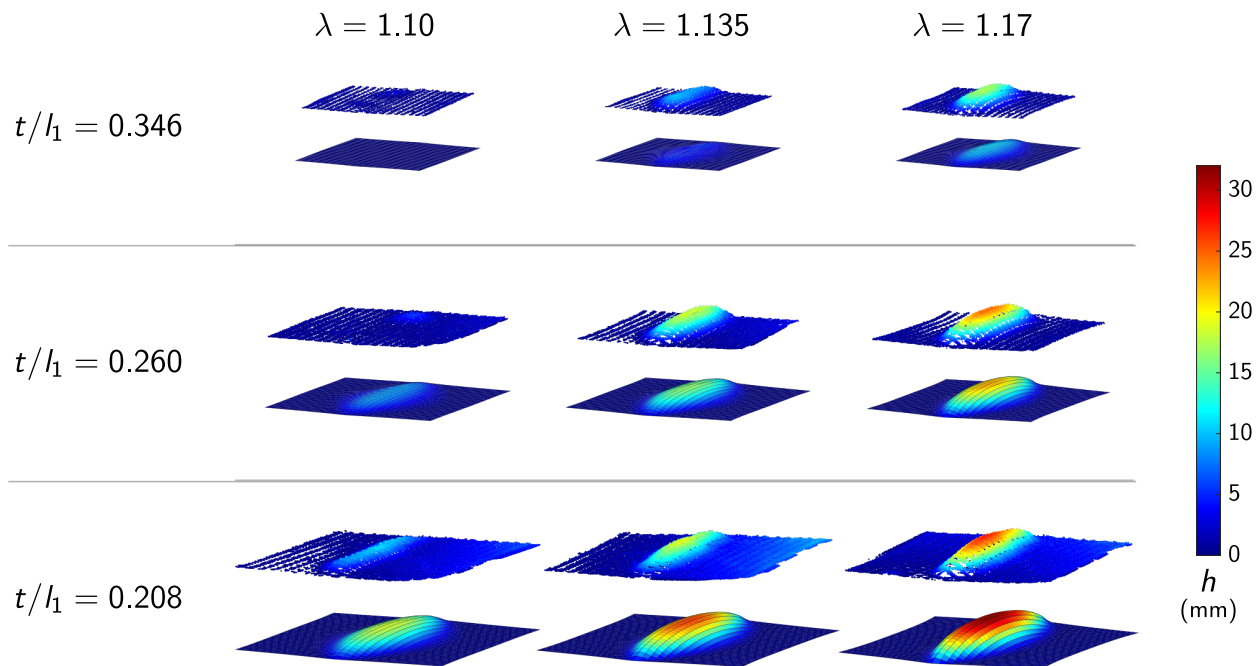 λ = 1.10 λ = 1.135 λ = 1.17
t/l₁ = 0.346
t/l₁ = 0.260
t/l₁ = 0.208
30
25
20
15
10
5
0
h
(mm)